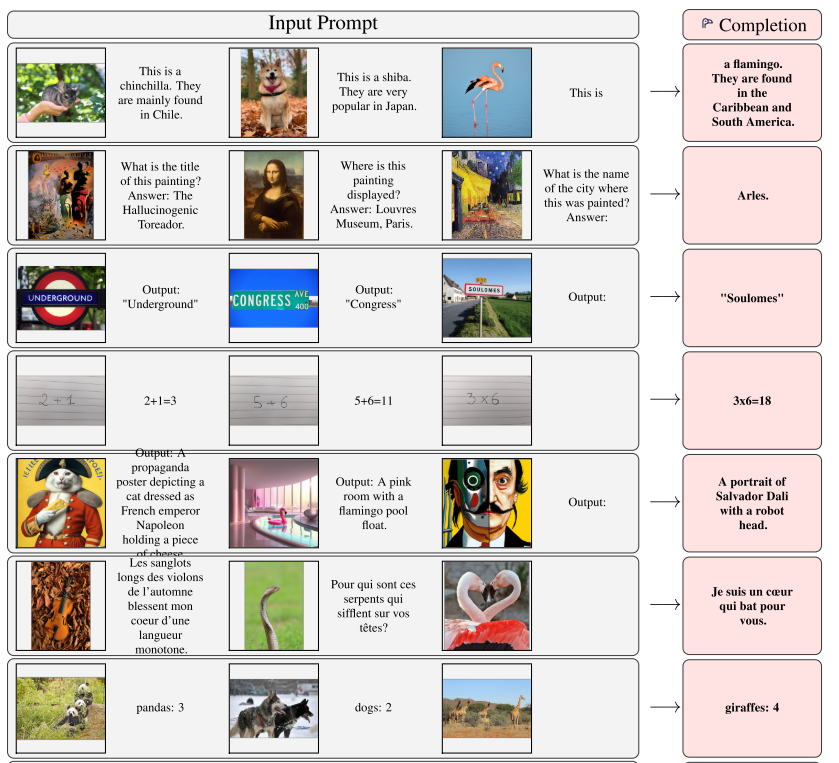 Input Prompt
Completion
This is a
chinchilla. They
are mainly found
in Chile.
This is a shiba.
They are very
popular in Japan.
This is
a flamingo.
They are found
in the
Caribbean and
South America.
What is the title
of this painting?
Answer: The
Hallucinogenic
Toreador.
Where is this
painting
displayed?
Answer: Louvres
Museum, Paris.
What is the name
of the city where
this was painted?
Answer:
Arles.
UNDERGROUND
Output:
"Underground"
CONGRESS AVE
400
Output:
"Congress"
SOULOMES
Output:
"Soulomes"
2+1
2+1=3
5+6
5+6=11
3x6
3x6=18
Output: A
propaganda
poster depicting a
cat dressed as
French emperor
Napoleon
holding a piece
of cheese.
Output: A pink
room with a
flamingo pool
float.
Output:
A portrait of
Salvador Dali
with a robot
head.
Les sanglots
longs des violons
de l'automne
blessent mon
coeur d'une
langueur
monotone.
Pour qui sont ces
serpents qui
sifflent sur vos
têtes?
Je suis un cœur
qui bat pour
vous.
pandas: 3
dogs: 2
giraffes: 4